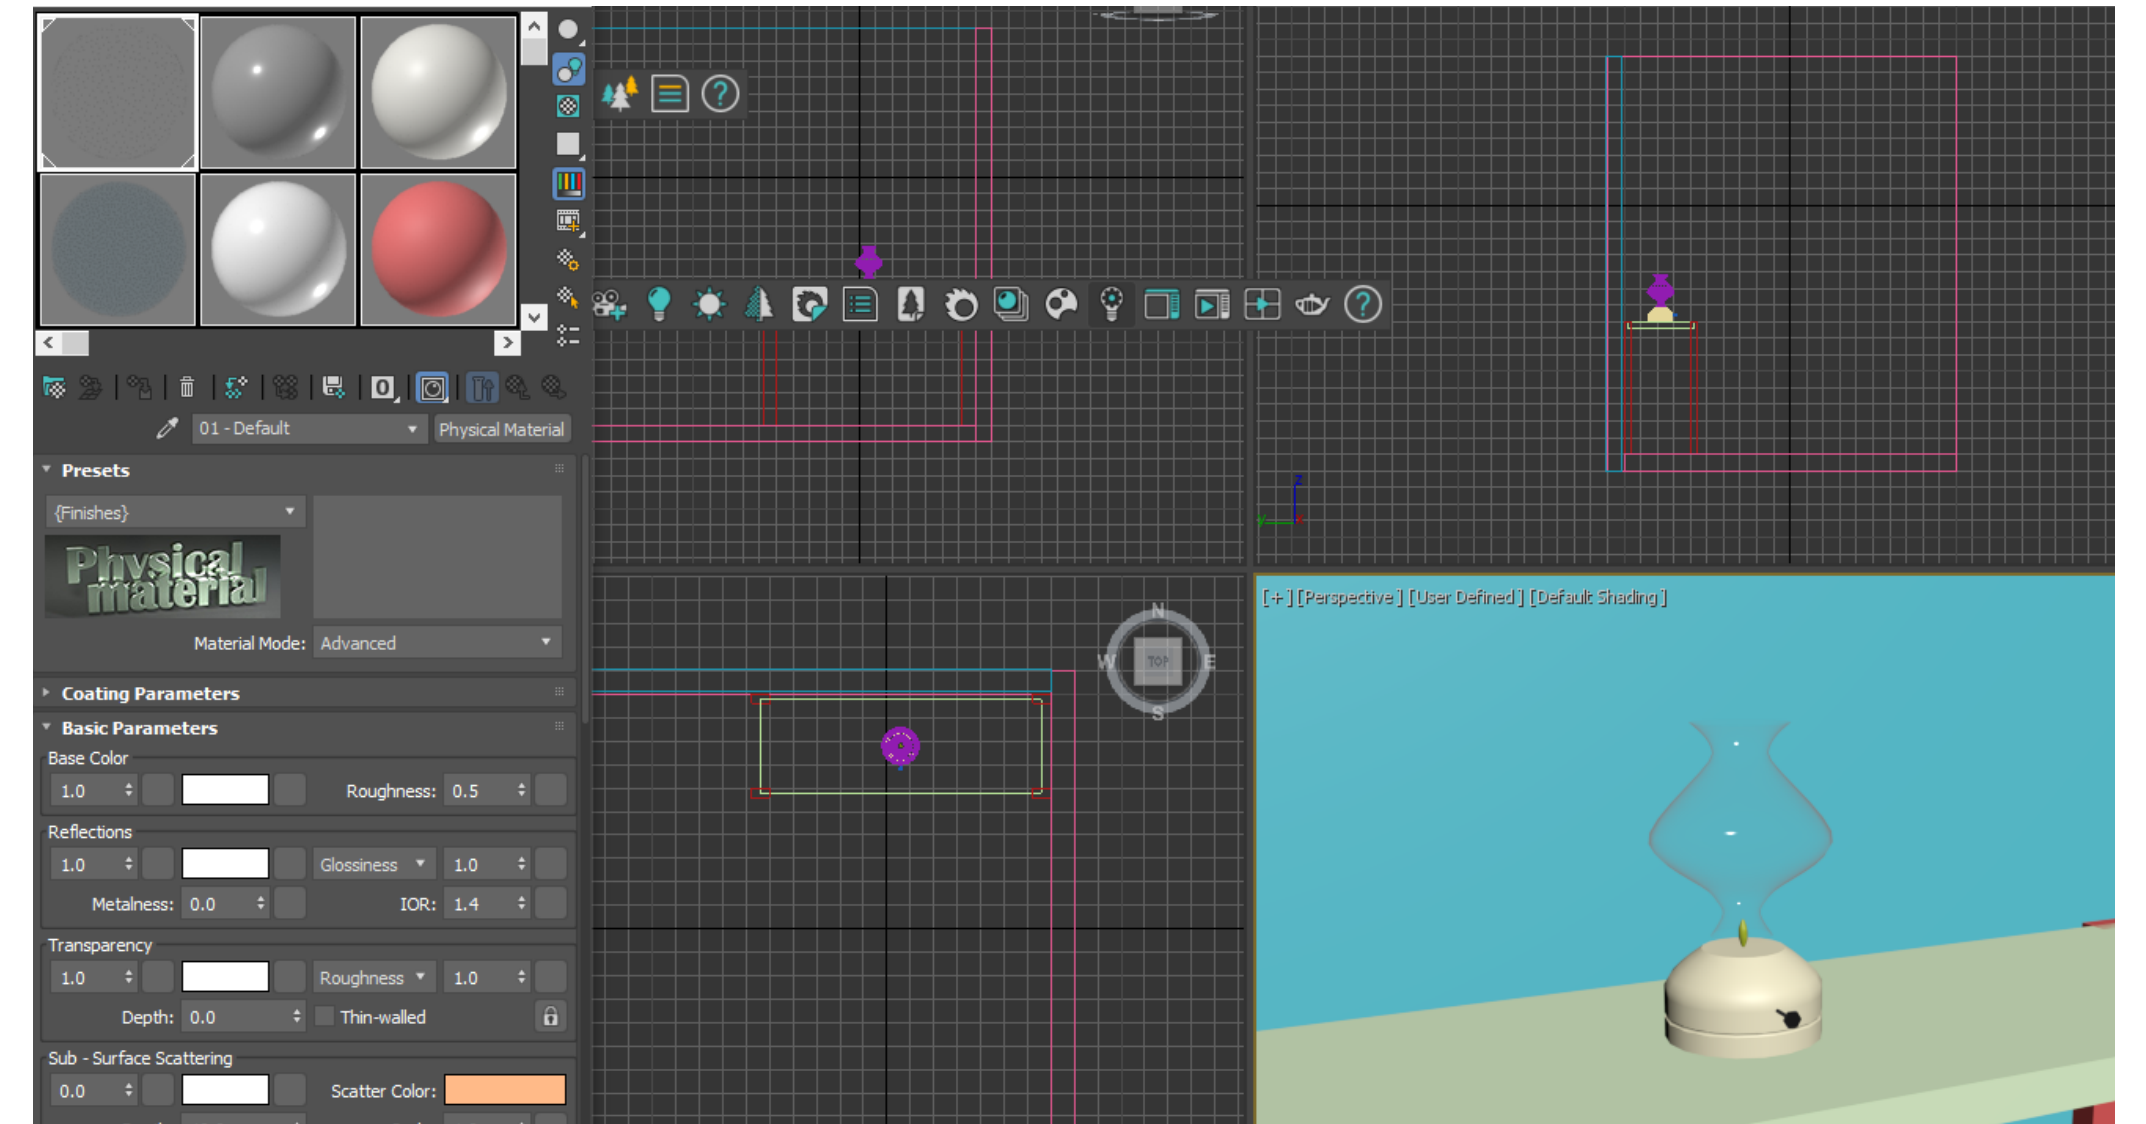 01 - Default
Physical Material
Presets
{Finishes}
Physical
material
Material Mode: Advanced
Coating Parameters
Basic Parameters
Base Color
1.0 Roughness: 0.5
Reflections
1.0 Glossiness 1.0
Metalness: 0.0 IOR: 1.4
Transparency
1.0 Roughness 1.0
Depth: 0.0 Thin-walled
Sub - Surface Scattering
0.0 Scatter Color:
z
y
x
N
W TOP E
S
[+] [Perspective ] [User Defined ] [Default Shading ]